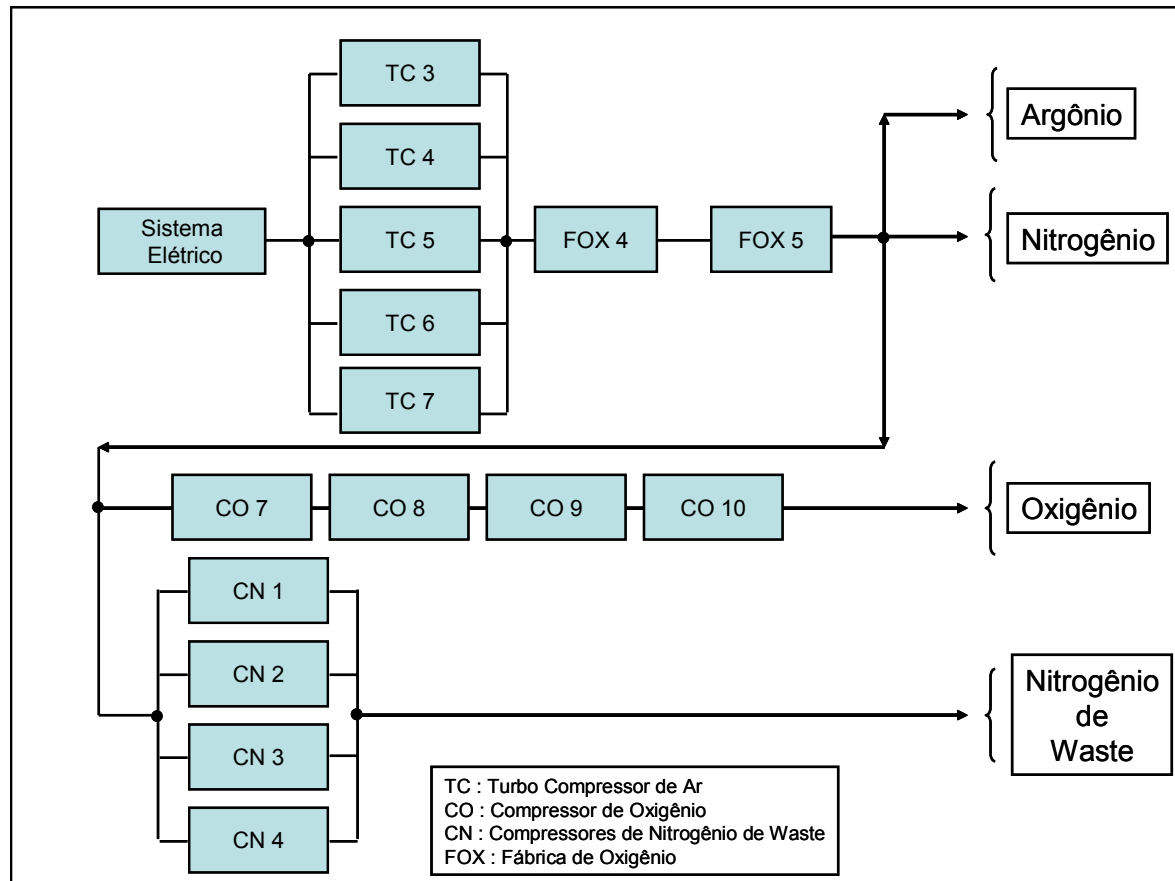 TC 3
TC 4
Sistema
Elétrico
TC 5
TC 6
TC 7
FOX 4
FOX 5
Argônio
Nitrogênio
CO 7
CO 8
CO 9
CO 10
Oxigênio
CN 1
CN 2
CN 3
CN 4
Nitrogênio
de
Waste
TC : Turbo Compressor de Ar
CO : Compressor de Oxigênio
CN : Compressores de Nitrogênio de Waste
FOX : Fábrica de Oxigênio